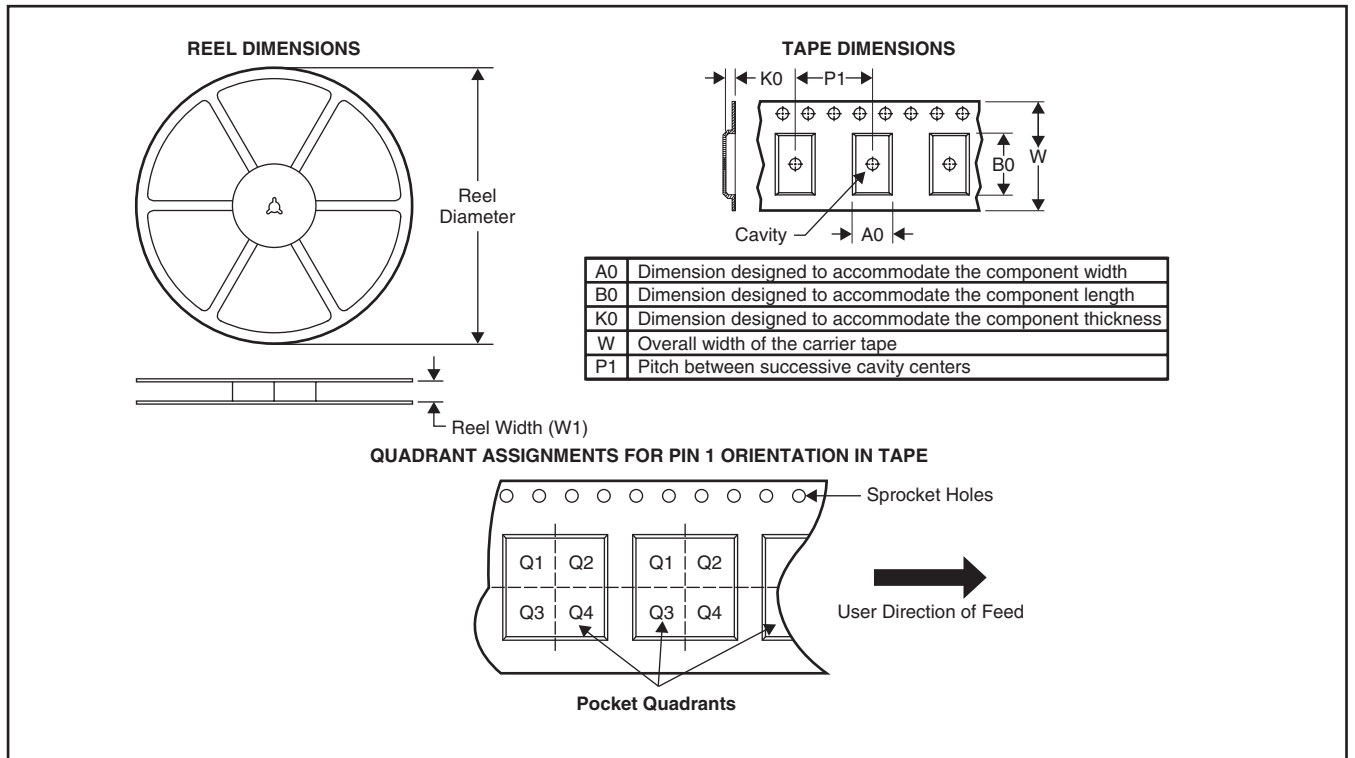 REEL DIMENSIONS
Reel
Diameter
Reel Width (W1)
TAPE DIMENSIONS
K0
P1
B0
W
Cavity
A0
A0 Dimension designed to accommodate the component width
B0 Dimension designed to accommodate the component length
K0 Dimension designed to accommodate the component thickness
W Overall width of the carrier tape
P1 Pitch between successive cavity centers
QUADRANT ASSIGNMENTS FOR PIN 1 ORIENTATION IN TAPE
Sprocket Holes
Q1 Q2 Q1 Q2
Q3 Q4 Q3 Q4
User Direction of Feed
Pocket Quadrants